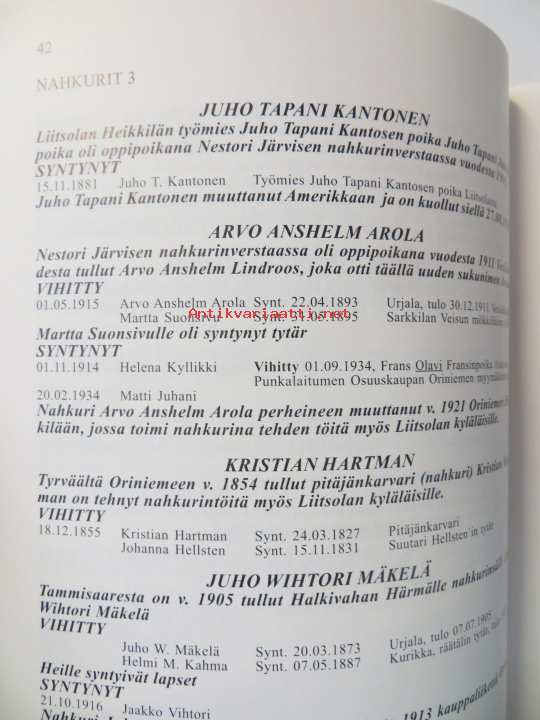 42
NAHKURIT 3
JUHO TAPANI KANTONEN
Liitsolan Heikkilän työmies Juho Tapani Kantosen poika Juho Tapani
poika oli oppipoikana Nestori Järvisen nahkurinverstaassa vuodesta
SYNTYNYT
15.11.1881 Juho T. Kantonen Työmies Juho Tapani Kantosen poika Liitsolasta
Juho Tapani Kantonen muuttanut Amerikkaan ja on kuollut siellä
ARVO ANSHELM AROLA
Nestori Järvisen nahkurinverstaassa oli oppipoikana vuodesta 1911
desta tullut Arvo Anshelm Lindroos, joka otti täällä uuden sukunimen
VIHITTY
01.05.1915 Arvo Anshelm Arola Synt. 22.04.1893 Urjala, tulo 30.12.1911
Martta Suonsivu Synt. 31.05.1895 Sarkkilan Veisun
Antikvariaatti.net
Martta Suonsivulle oli syntynyt tytär
SYNTYNYT
01.11.1914 Helena Kyllikki Vihitty 01.09.1934, Frans Olavi Fransinpoika
Punkalaitumen Osuuskaupan Oriniemen
20.02.1934 Matti Juhani
Nahkuri Arvo Anshelm Arola perheineen muuttanut v. 1921 Oriniemen
kilään, jossa toimi nahkurina tehden töitä myös Liitsolan kyläläisille.
KRISTIAN HARTMAN
Tyrväältä Oriniemeen v. 1854 tullut pitäjänkarvari (nahkuri) Kristian
man on tehnyt nahkurintöitä myös Liitsolan kyläläisille.
VIHITTY
18.12.1855 Kristian Hartman Synt. 24.03.1827 Pitäjänkarvari
Johanna Hellsten Synt. 15.11.1831 Suutari Hellsten'in tytär
JUHO WIHTORI MÄKELÄ
Tammisaaresta on v. 1905 tullut Halkivahan Härmälle
Wihtori Mäkelä
VIHITTY
Juho W. Mäkelä Synt. 20.03.1873 Urjala, tulo 07.07.1905
Helmi M. Kahma Synt. 07.05.1887 Kurikka, räätälin tytär,
Heille syntyivät lapset
SYNTYNYT
21.10.1916 Jaakko Vihtori
1913